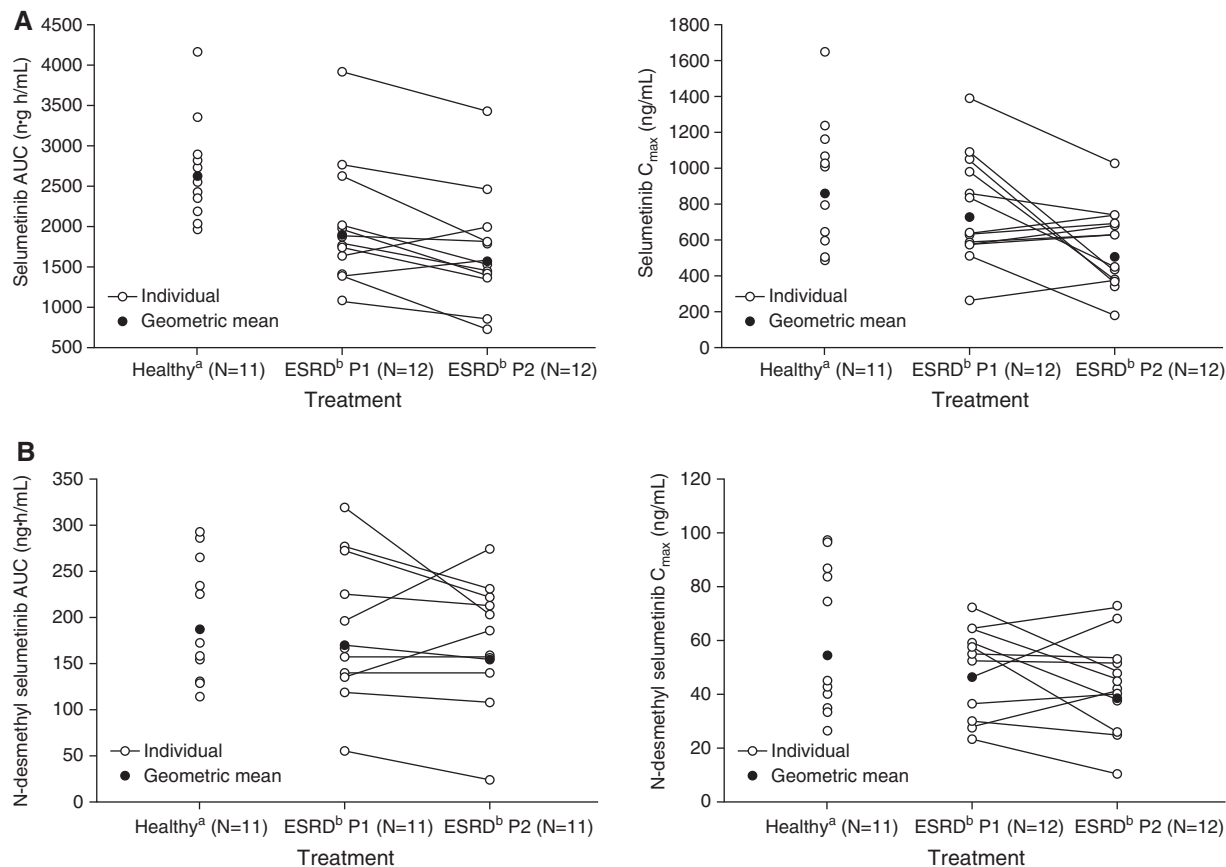 A
Selumetinib AUC (n·g h/mL)
4500
4000
3500
3000
2500
2000
1500
1000
500
Individual
Geometric mean
Healthyᵃ (N=11)
ESRDᵇ P1 (N=12)
ESRDᵇ P2 (N=12)
Treatment
Selumetinib Cmax (ng/mL)
1800
1600
1400
1200
1000
800
600
400
200
0
Individual
Geometric mean
Healthyᵃ (N=11)
ESRDᵇ P1 (N=12)
ESRDᵇ P2 (N=12)
Treatment
B
N-desmethyl selumetinib AUC (ng·h/mL)
350
300
250
200
150
100
50
0
Individual
Geometric mean
Healthyᵃ (N=11)
ESRDᵇ P1 (N=11)
ESRDᵇ P2 (N=11)
Treatment
N-desmethyl selumetinib Cmax (ng/mL)
120
100
80
60
40
20
0
Individual
Geometric mean
Healthyᵃ (N=11)
ESRDᵇ P1 (N=12)
ESRDᵇ P2 (N=12)
Treatment